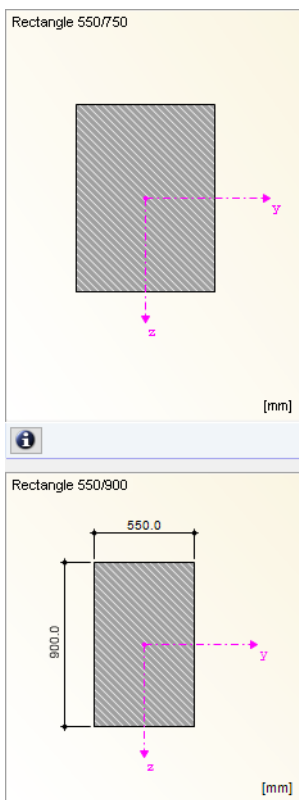 Rectangle 550/750
y
z
[mm]
i
Rectangle 550/900
550.0
900.0
y
z
[mm]